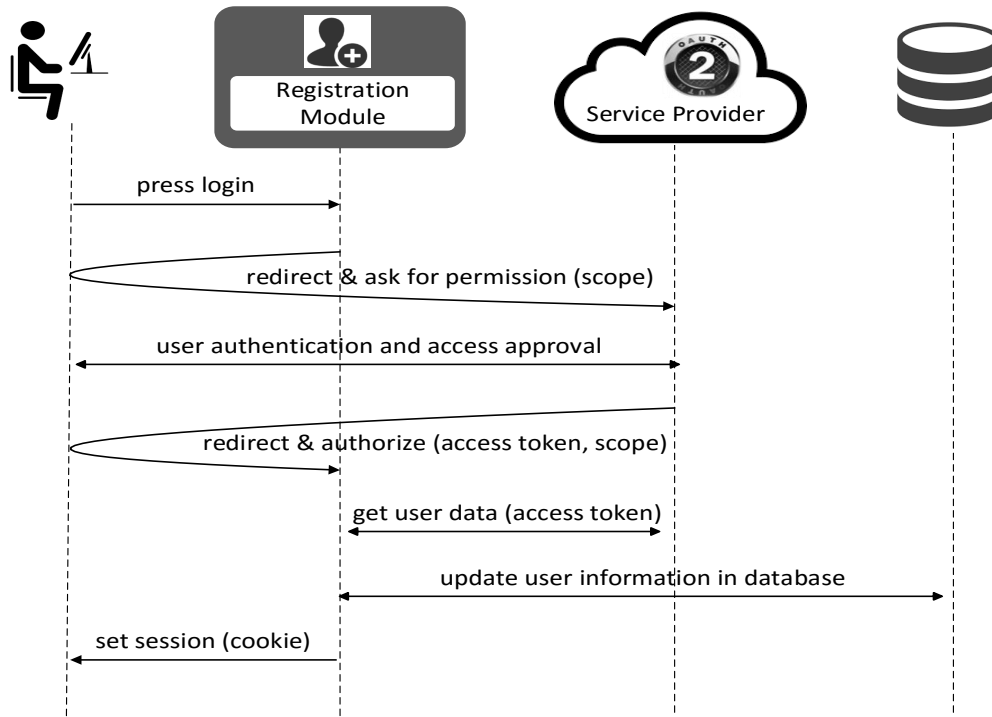 Registration
Module
OAUTH
2
OAUTH
Service Provider
press login
redirect & ask for permission (scope)
user authentication and access approval
redirect & authorize (access token, scope)
get user data (access token)
update user information in database
set session (cookie)